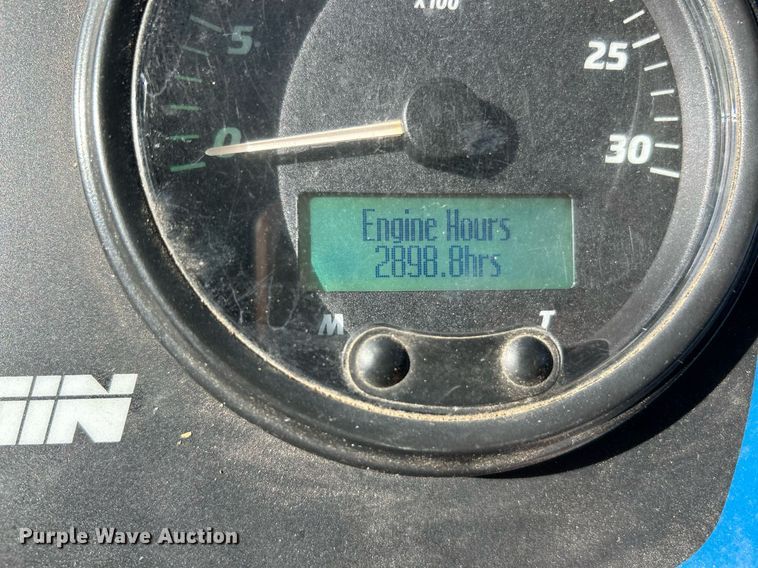 x100
5
25
0
30
Engine Hours
2898.8hrs
M T
Purple Wave Auction